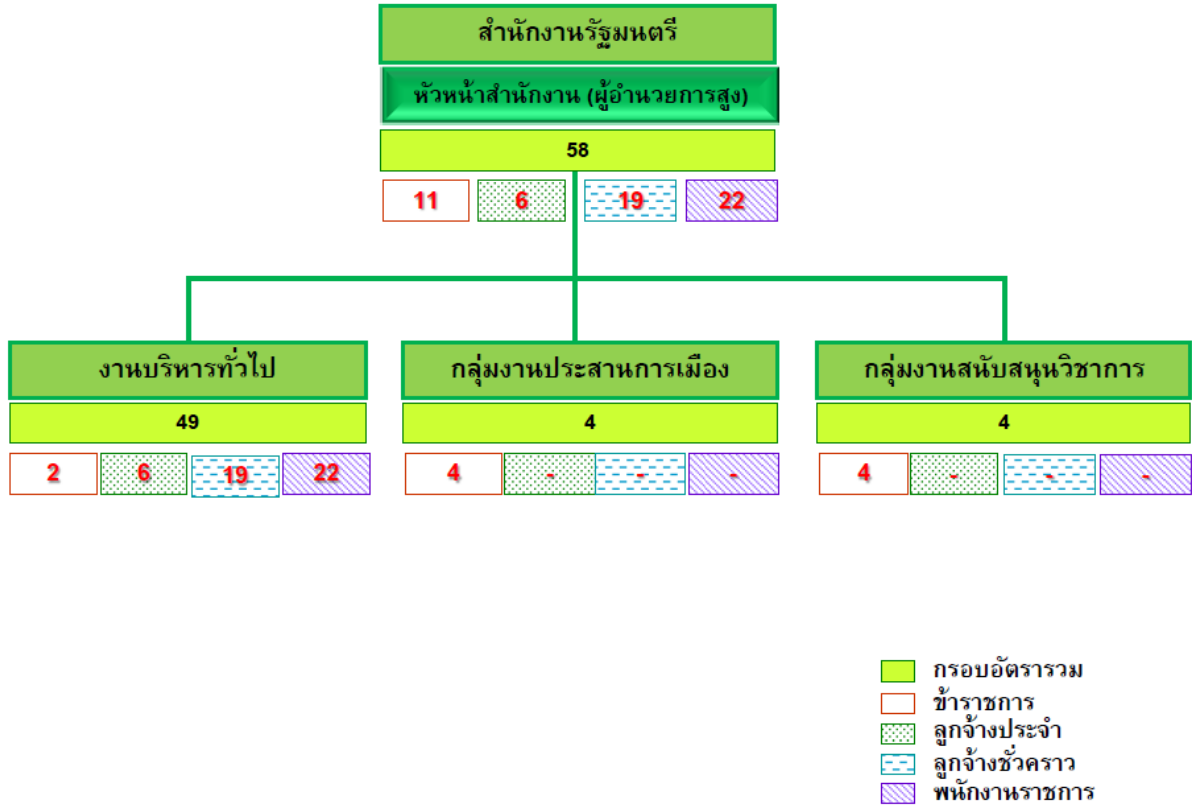 สำนักงานรัฐมนตรี
หัวหน้าสำนักงาน (ผู้อำนวยการสูง)
58
11 6 19 22
งานบริหารทั่วไป
49
2 6 19 22
กลุ่มงานประสานการเมือง
4
4 - - -
กลุ่มงานสนับสนุนวิชาการ
4
4 - - -
กรอบอัตรารวม
ข้าราชการ
ลูกจ้างประจำ
ลูกจ้างชั่วคราว
พนักงานราชการ